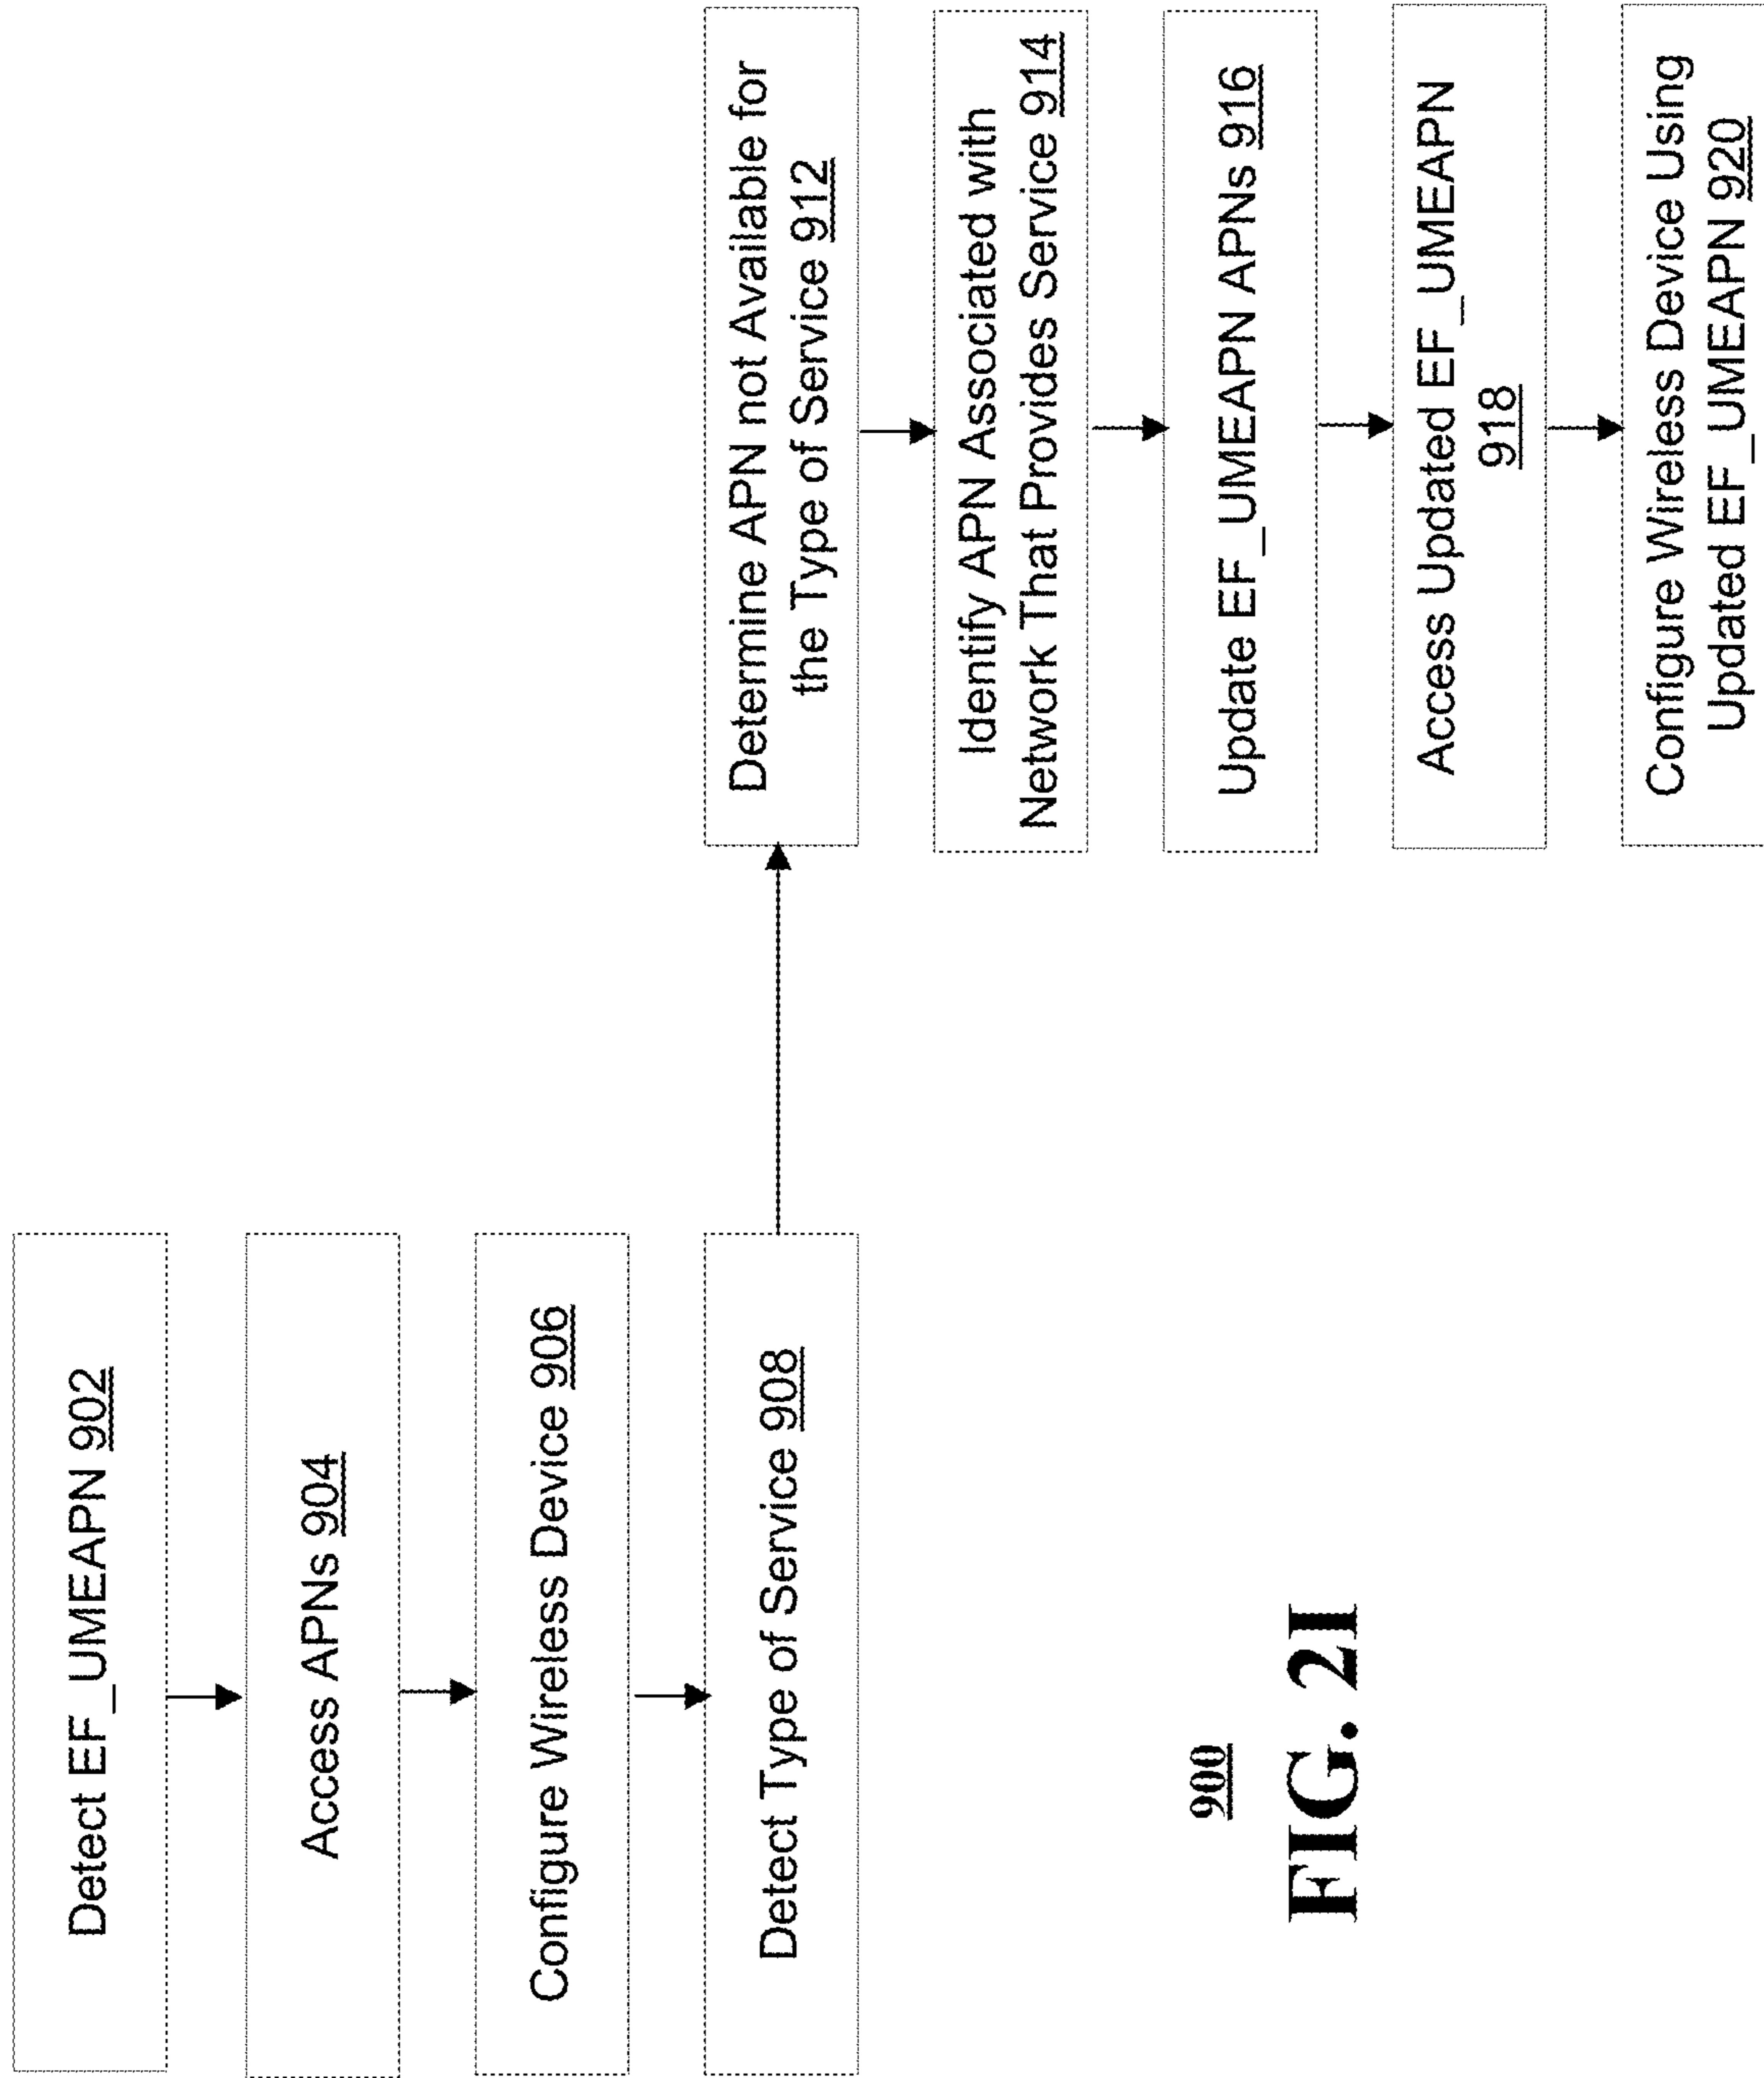 Detect EF_UMEAPN 902
Access APNs 904
Configure Wireless Device 906
Detect Type of Service 908
Determine APN not Available for
the Type of Service 912
Identify APN Associated with
Network That Provides Service 914
Update EF_UMEAPN APNs 916
Access Updated EF_UMEAPN
918
Configure Wireless Device Using
Updated EF_UMEAPN 920
900
FIG. 2I